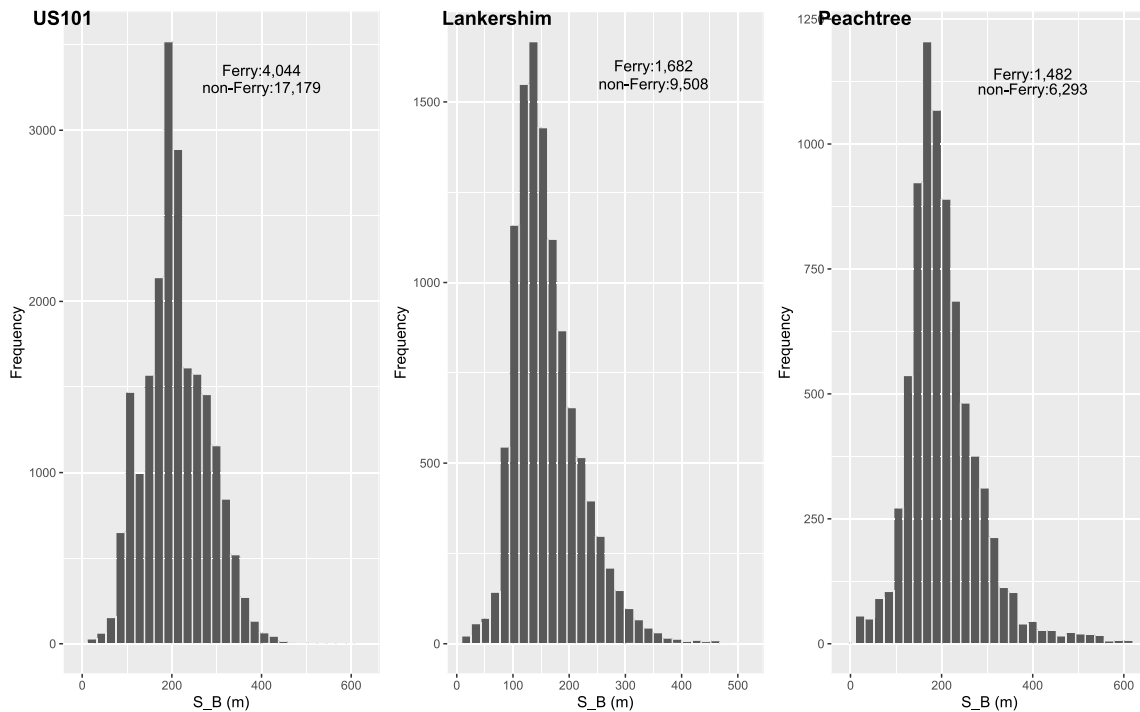 US101
Ferry:4,044
non-Ferry:17,179
3000
2000
1000
0
Frequency
0 200 400 600
S_B (m)
Lankershim
Ferry:1,682
non-Ferry:9,508
1500
1000
500
0
Frequency
0 100 200 300 400 500
S_B (m)
Peachtree
Ferry:1,482
non-Ferry:6,293
1250
1000
750
500
250
0
Frequency
0 200 400 600
S_B (m)